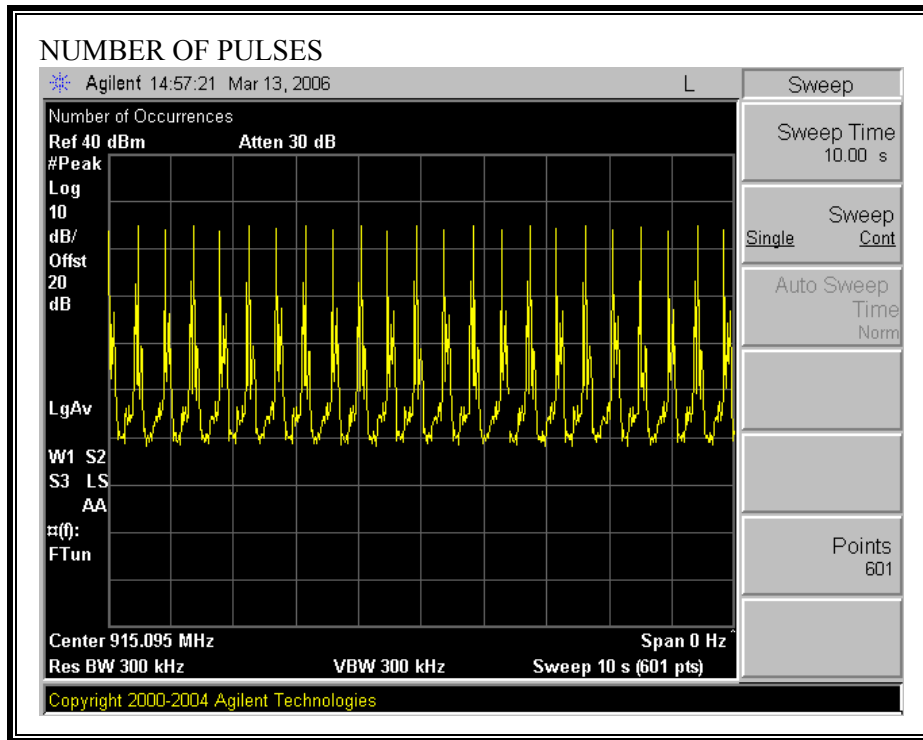 NUMBER OF PULSES
Agilent 14:57:21 Mar 13, 2006 L
Number of Occurrences
Ref 40 dBm Atten 30 dB
#Peak
Log
10
dB/
Offst
20
dB
LgAv
W1 S2
S3 LS
AA
¤(f):
FTun
Center 915.095 MHz Span 0 Hz^
Res BW 300 kHz VBW 300 kHz Sweep 10 s (601 pts)
Copyright 2000-2004 Agilent Technologies
Sweep
Sweep Time
10.00 s
Sweep
Single Cont
Auto Sweep
Time
Norm
Points
601